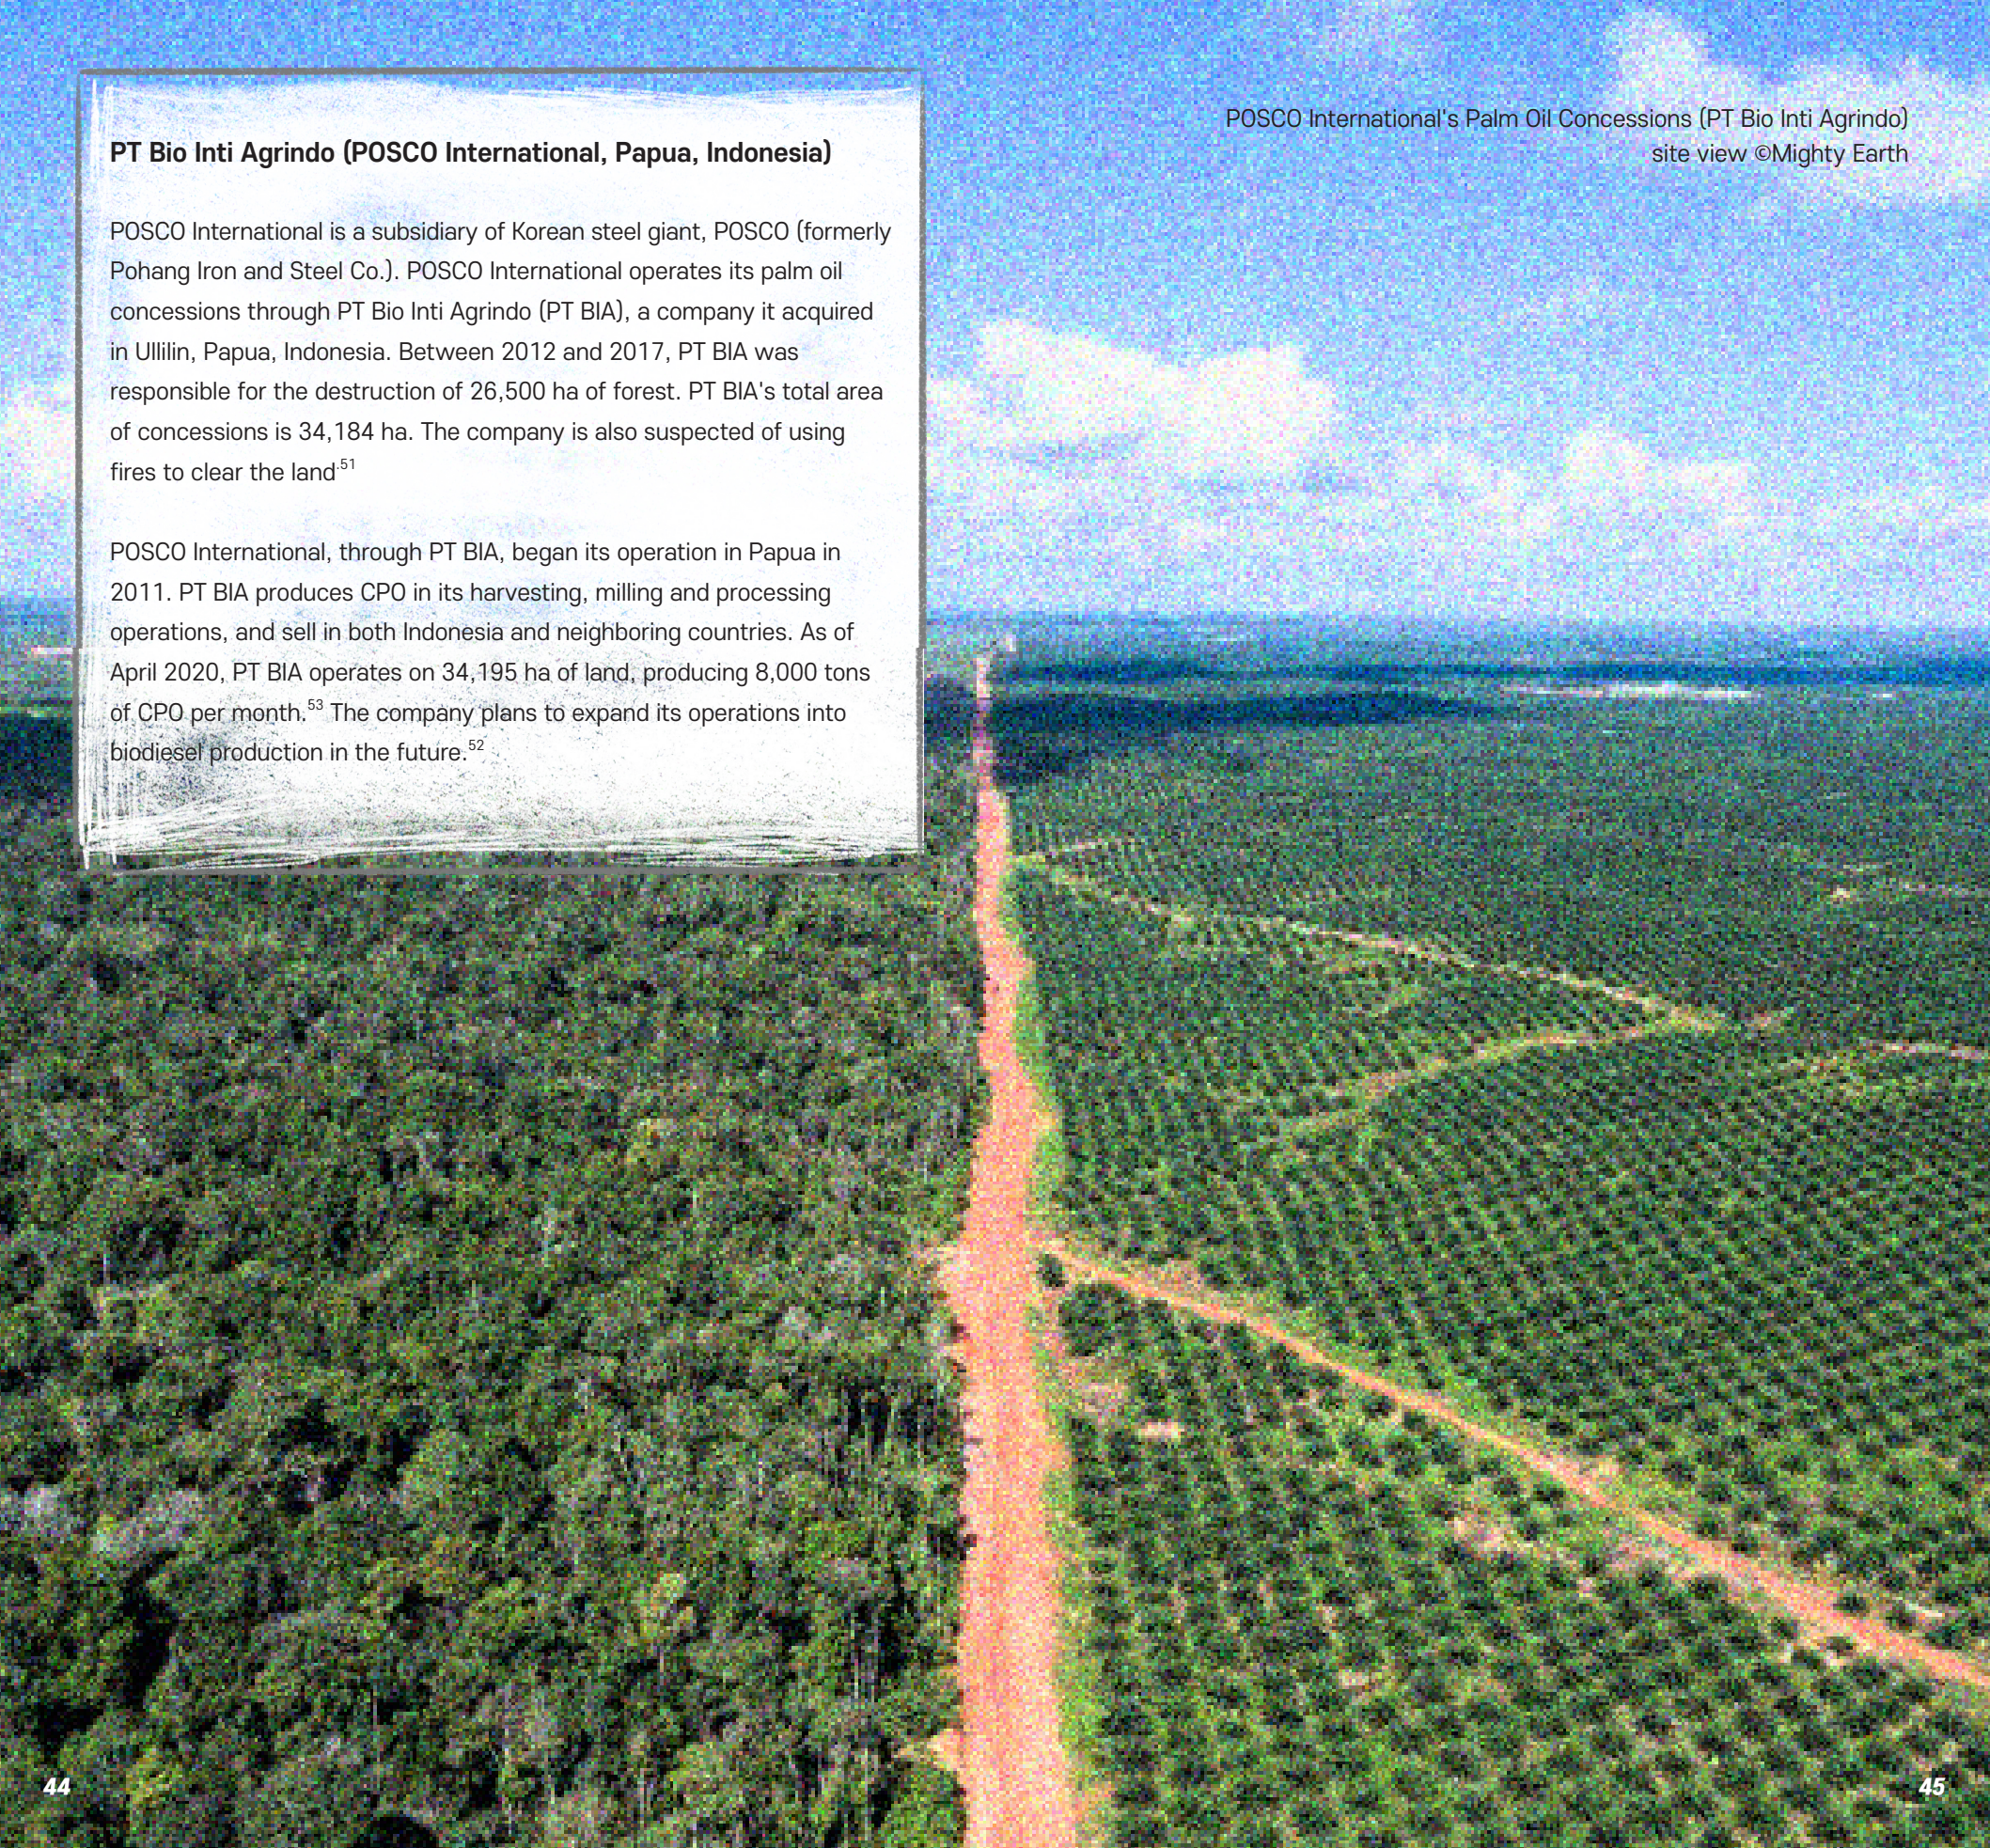 PT Bio Inti Agrindo (POSCO International, Papua, Indonesia)
POSCO International is a subsidiary of Korean steel giant, POSCO (formerly
Pohang Iron and Steel Co.). POSCO International operates its palm oil
concessions through PT Bio Inti Agrindo (PT BIA), a company it acquired
in Ullilin, Papua, Indonesia. Between 2012 and 2017, PT BIA was
responsible for the destruction of 26,500 ha of forest. PT BIA's total area
of concessions is 34,184 ha. The company is also suspected of using
fires to clear the land.51
POSCO International, through PT BIA, began its operation in Papua in
2011. PT BIA produces CPO in its harvesting, milling and processing
operations, and sell in both Indonesia and neighboring countries. As of
April 2020, PT BIA operates on 34,195 ha of land, producing 8,000 tons
of CPO per month.53 The company plans to expand its operations into
biodiesel production in the future.52
POSCO International's Palm Oil Concessions (PT Bio Inti Agrindo)
site view ©Mighty Earth
44
45